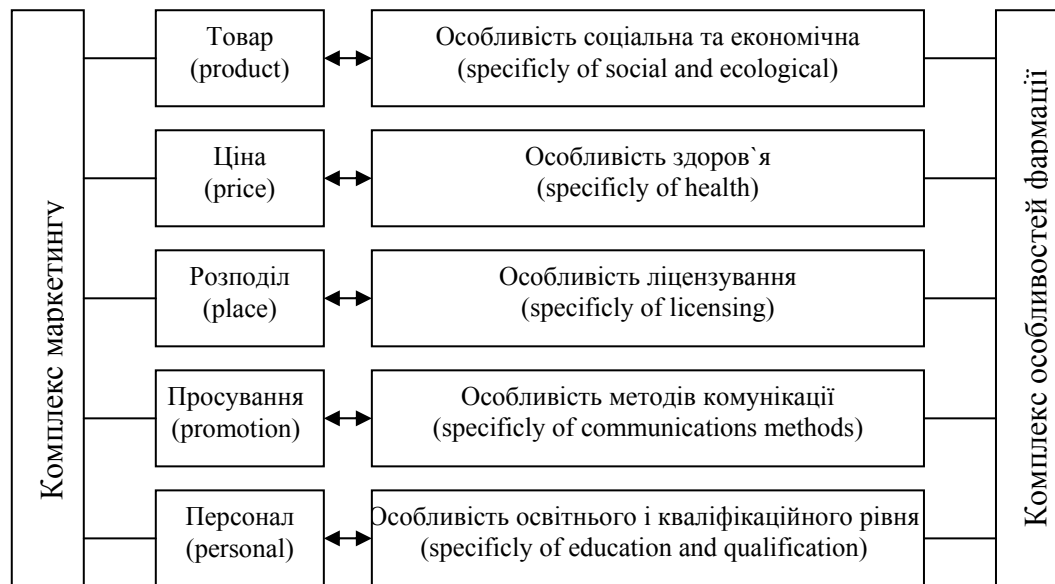 Комплекс маркетингу
Товар
(product)
Особливість соціальна та економічна
(specificly of social and ecological)
Ціна
(price)
Особливість здоров`я
(specificly of health)
Розподіл
(place)
Особливість ліцензування
(specificly of licensing)
Просування
(promotion)
Особливість методів комунікації
(specificly of communications methods)
Персонал
(personal)
Особливість освітнього і кваліфікаційного рівня
(specificly of education and qualification)
Комплекс особливостей фармації